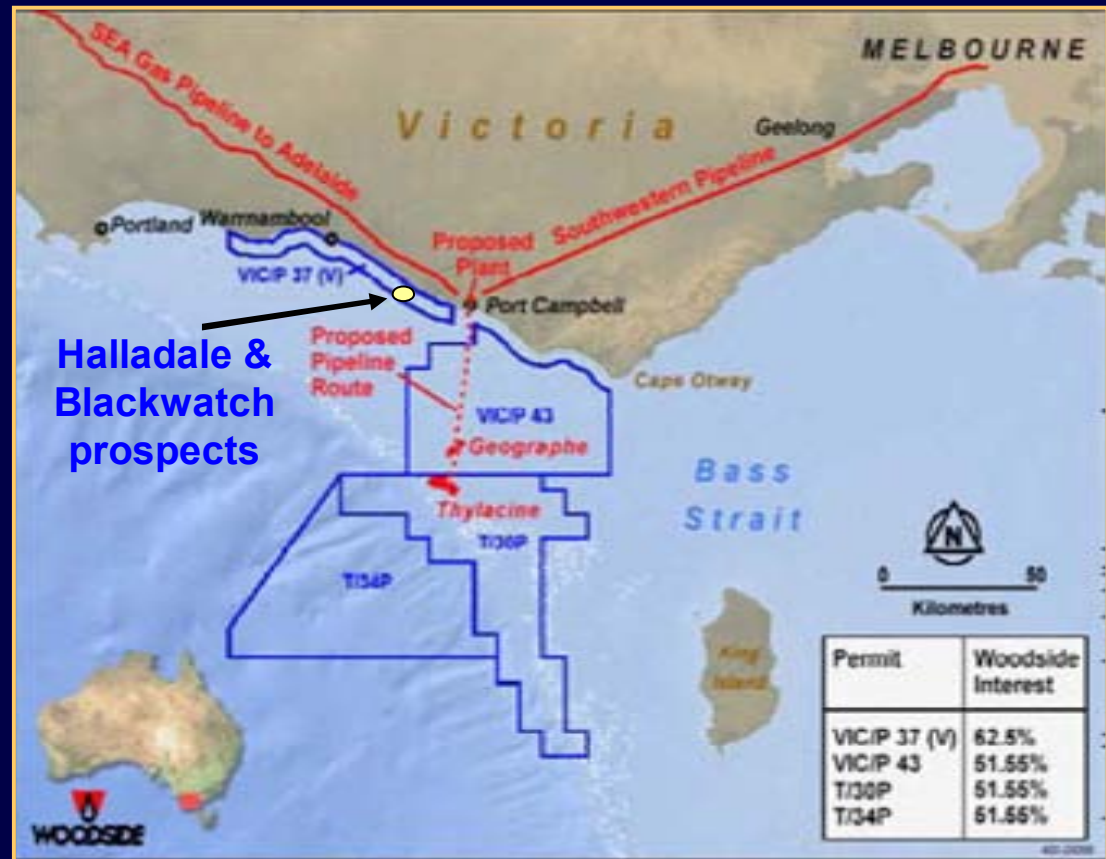 MELBOURNE
SEA Gas Pipeline to Adelaide
Victoria
Geelong
Southwestern Pipeline
Portland
Warrnambool
Proposed
Plant
VIC/P 37 (V)
Port Campbell
Halladale &
Blackwatch
prospects
Proposed
Pipeline
Route
Cape Otway
VIC/P 43
Geographe
Bass
Strait
Thylacine
T/30P
T/34P
N
0 50
Kilometres
King
Island
Permit Woodside
Interest
VIC/P 37 (V) 62.5%
VIC/P 43 51.55%
T/30P 51.55%
T/34P 51.55%
WOODSIDE